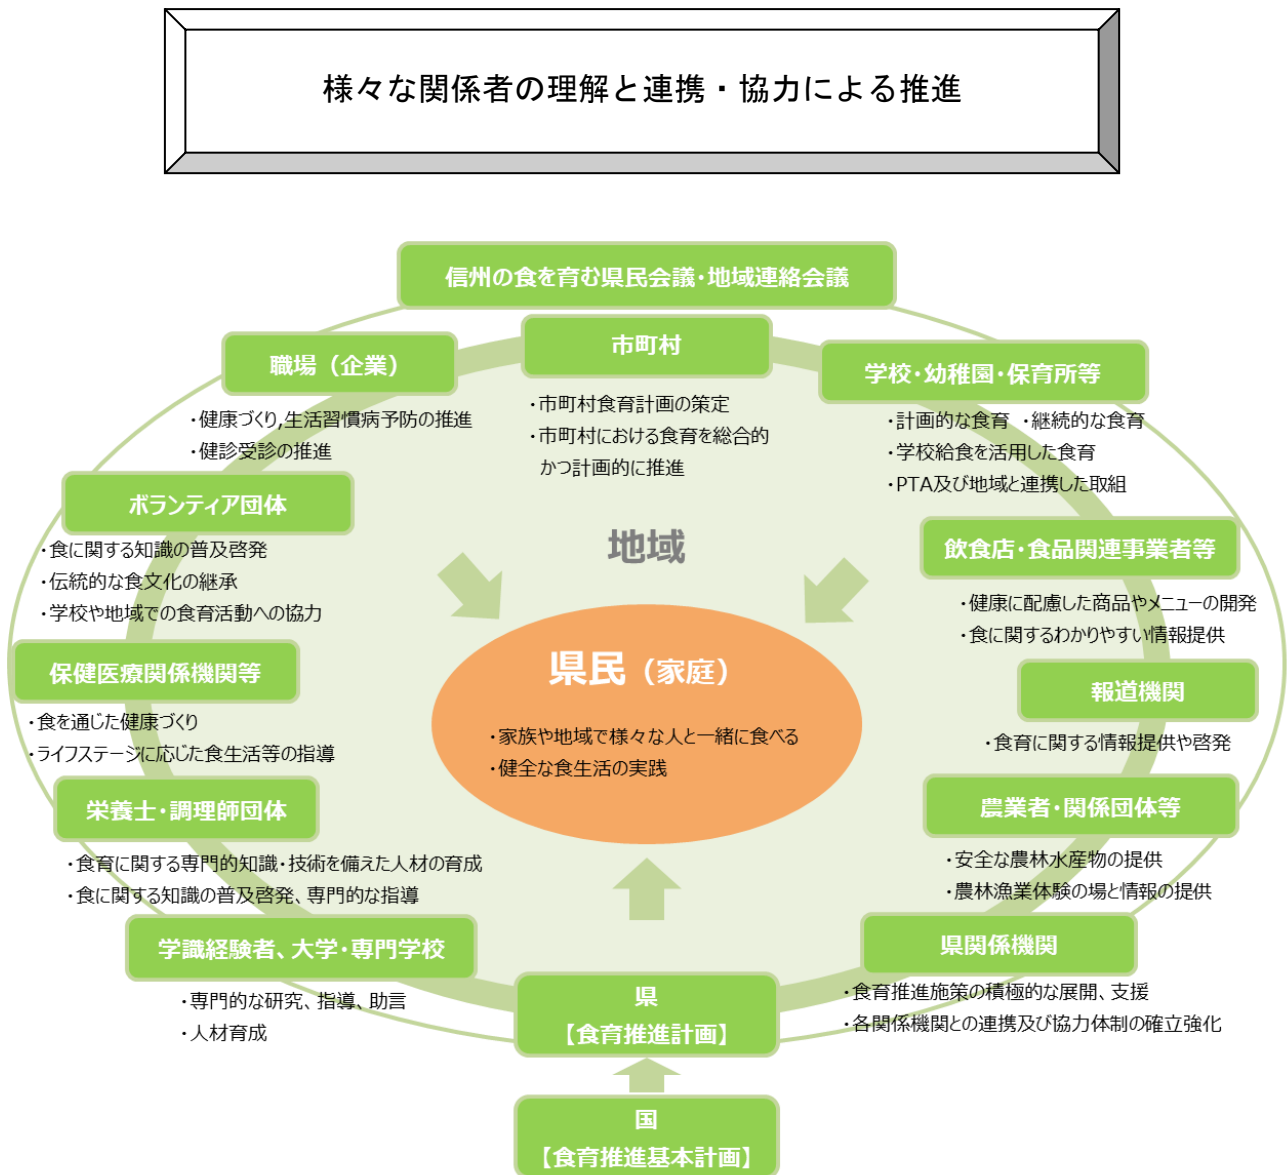 様々な関係者の理解と連携・協力による推進
信州の食を育む県民会議・地域連絡会議
市町村
・市町村食育計画の策定
・市町村における食育を総合的
かつ計画的に推進
職場（企業）
・健康づくり,生活習慣病予防の推進
・健診受診の推進
学校・幼稚園・保育所等
・計画的な食育 ・継続的な食育
・学校給食を活用した食育
・PTA及び地域と連携した取組
ボランティア団体
・食に関する知識の普及啓発
・伝統的な食文化の継承
・学校や地域での食育活動への協力
地域
飲食店・食品関連事業者等
・健康に配慮した商品やメニューの開発
・食に関するわかりやすい情報提供
保健医療関係機関等
・食を通じた健康づくり
・ライフステージに応じた食生活等の指導
県民（家庭）
・家族や地域で様々な人と一緒に食べる
・健全な食生活の実践
報道機関
・食育に関する情報提供や啓発
栄養士・調理師団体
・食育に関する専門的知識・技術を備えた人材の育成
・食に関する知識の普及啓発、専門的な指導
農業者・関係団体等
・安全な農林水産物の提供
・農林漁業体験の場と情報の提供
学識経験者、大学・専門学校
・専門的な研究、指導、助言
・人材育成
県関係機関
・食育推進施策の積極的な展開、支援
・各関係機関との連携及び協力体制の確立強化
県
【食育推進計画】
国
【食育推進基本計画】